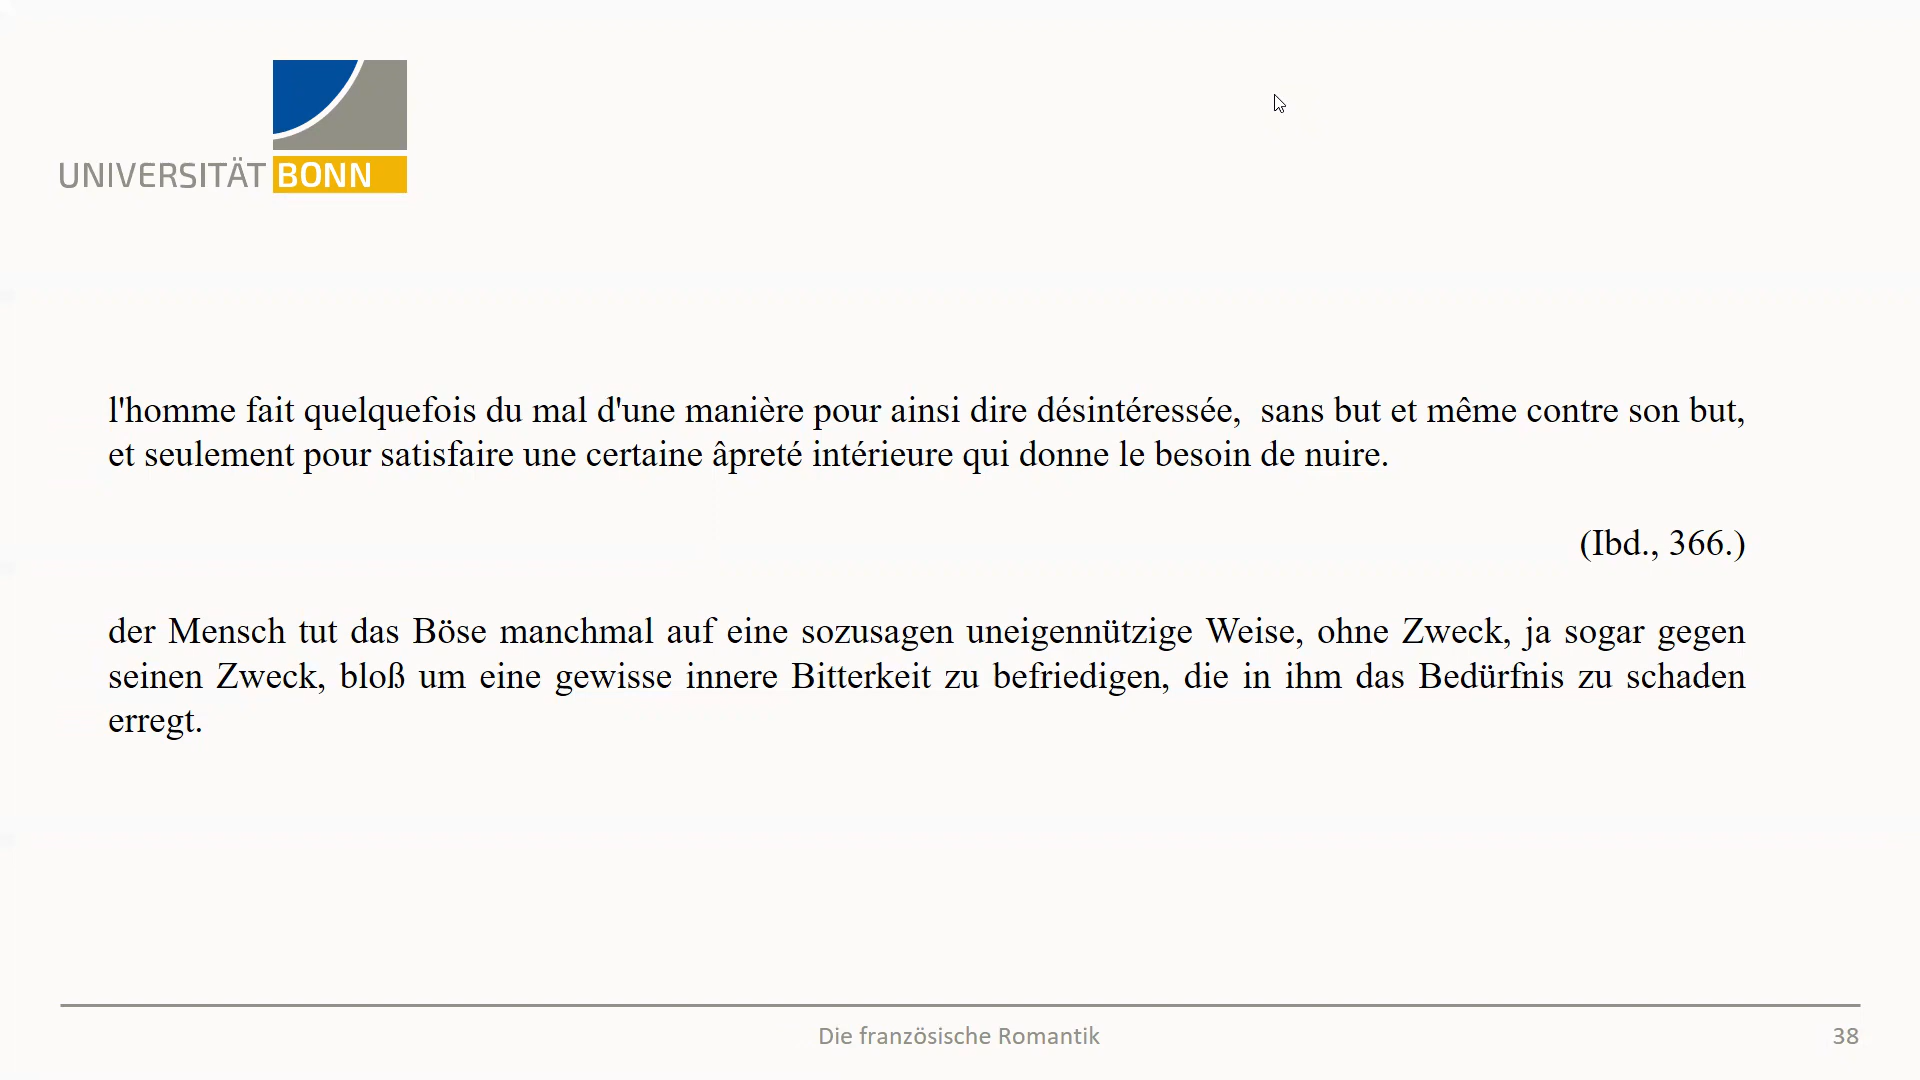 UNIVERSITÄT BONN
l'homme fait quelquefois du mal d'une manière pour ainsi dire désintéressée,  sans but et même contre son but,
et seulement pour satisfaire une certaine âpreté intérieure qui donne le besoin de nuire.
(Ibd., 366.)
der Mensch tut das Böse manchmal auf eine sozusagen uneigennützige Weise, ohne Zweck, ja sogar gegen
seinen Zweck, bloß um eine gewisse innere Bitterkeit zu befriedigen, die in ihm das Bedürfnis zu schaden
erregt.
Die französische Romantik
38